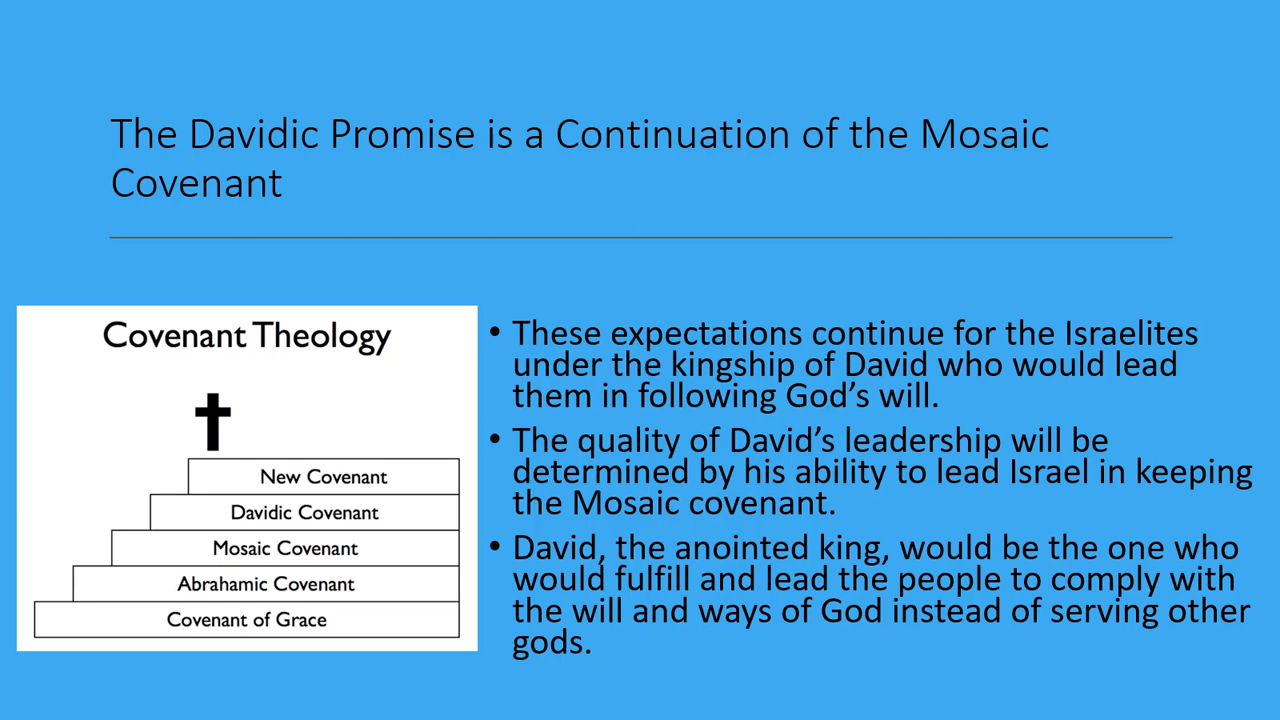 The Davidic Promise is a Continuation of the Mosaic
Covenant
Covenant Theology
New Covenant
Davidic Covenant
Mosaic Covenant
Abrahamic Covenant
Covenant of Grace
• These expectations continue for the Israelites
under the kingship of David who would lead
them in following God’s will.
• The quality of David’s leadership will be
determined by his ability to lead Israel in keeping
the Mosaic covenant.
• David, the anointed king, would be the one who
would fulfill and lead the people to comply with
the will and ways of God instead of serving other
gods.